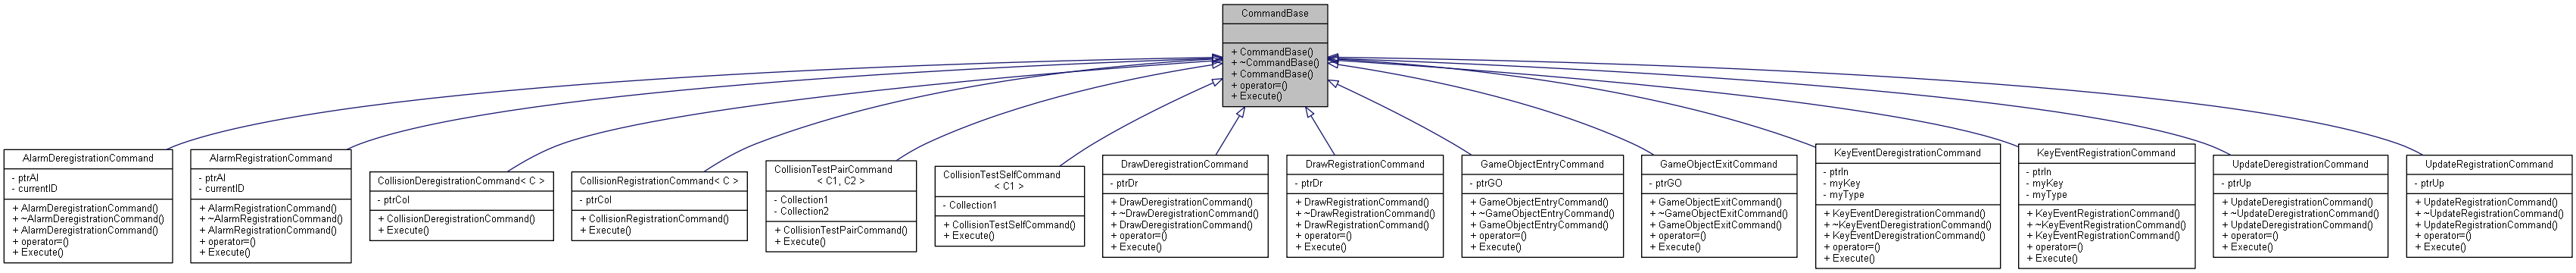 CommandBase
+ CommandBase()
+ ~CommandBase()
+ CommandBase()
+ operator=()
+ Execute()
AlarmDeregistrationCommand
- ptrAl
- currentID
+ AlarmDeregistrationCommand()
+ ~AlarmDeregistrationCommand()
+ AlarmDeregistrationCommand()
+ operator=()
+ Execute()
AlarmRegistrationCommand
- ptrAl
- currentID
+ AlarmRegistrationCommand()
+ ~AlarmRegistrationCommand()
+ AlarmRegistrationCommand()
+ operator=()
+ Execute()
CollisionDeregistrationCommand< C >
- ptrCol
+ CollisionDeregistrationCommand()
+ Execute()
CollisionRegistrationCommand< C >
- ptrCol
+ CollisionRegistrationCommand()
+ Execute()
CollisionTestPairCommand
< C1, C2 >
- Collection1
- Collection2
+ CollisionTestPairCommand()
+ Execute()
CollisionTestSelfCommand
< C1 >
- Collection1
+ CollisionTestSelfCommand()
+ Execute()
DrawDeregistrationCommand
- ptrDr
+ DrawDeregistrationCommand()
+ ~DrawDeregistrationCommand()
+ DrawDeregistrationCommand()
+ operator=()
+ Execute()
DrawRegistrationCommand
- ptrDr
+ DrawRegistrationCommand()
+ ~DrawRegistrationCommand()
+ DrawRegistrationCommand()
+ operator=()
+ Execute()
GameObjectEntryCommand
- ptrGO
+ GameObjectEntryCommand()
+ ~GameObjectEntryCommand()
+ GameObjectEntryCommand()
+ operator=()
+ Execute()
GameObjectExitCommand
- ptrGO
+ GameObjectExitCommand()
+ ~GameObjectExitCommand()
+ GameObjectExitCommand()
+ operator=()
+ Execute()
KeyEventDeregistrationCommand
- ptrIn
- myKey
- myType
+ KeyEventDeregistrationCommand()
+ ~KeyEventDeregistrationCommand()
+ KeyEventDeregistrationCommand()
+ operator=()
+ Execute()
KeyEventRegistrationCommand
- ptrIn
- myKey
- myType
+ KeyEventRegistrationCommand()
+ ~KeyEventRegistrationCommand()
+ KeyEventRegistrationCommand()
+ operator=()
+ Execute()
UpdateDeregistrationCommand
- ptrUp
+ UpdateDeregistrationCommand()
+ ~UpdateDeregistrationCommand()
+ UpdateDeregistrationCommand()
+ operator=()
+ Execute()
UpdateRegistrationCommand
- ptrUp
+ UpdateRegistrationCommand()
+ ~UpdateRegistrationCommand()
+ UpdateRegistrationCommand()
+ operator=()
+ Execute()